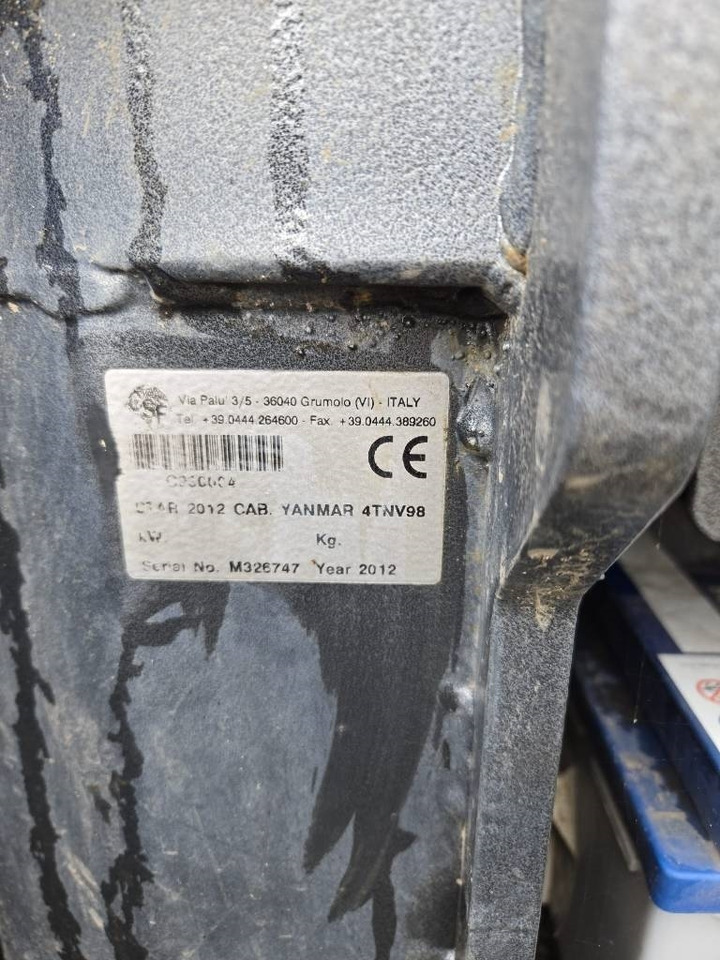 CSF
Via Palu' 3/5 - 36040 Grumolo (VI) - ITALY
Tel. +39.0444.264600 - Fax. +39.0444.389260
CE
2012 CAB. YANMAR 4TNV98
kW. Kg.
Serial No. M326747 Year 2012